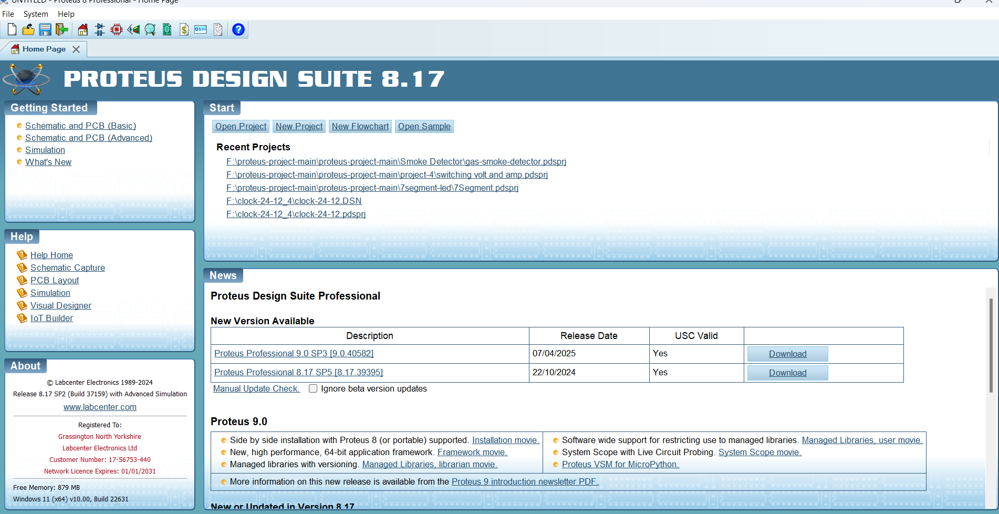 UNTITLED - Proteus 8 Professional - Home Page
File System Help
Home Page
PROTEUS DESIGN SUITE 8.17
Getting Started
Schematic and PCB (Basic)
Schematic and PCB (Advanced)
Simulation
What's New
Help
Help Home
Schematic Capture
PCB Layout
Simulation
Visual Designer
IoT Builder
About
© Labcenter Electronics 1989-2024
Release 8.17 SP2 (Build 37159) with Advanced Simulation
www.labcenter.com
Registered To:
Grassington North Yorkshire
Labcenter Electronics Ltd
Customer Number: 17-56753-440
Network Licence Expires: 01/01/2031
Free Memory: 879 MB
Windows 11 (x64) v10.00, Build 22631
Start
Open Project New Project New Flowchart Open Sample
Recent Projects
F:\proteus-project-main\proteus-project-main\Smoke Detector\gas-smoke-detector.pdsprj
F:\proteus-project-main\proteus-project-main\project-4\switching volt and amp.pdsprj
F:\proteus-project-main\proteus-project-main\7segment-led\7Segment.pdsprj
F:\clock-24-12_4\clock-24-12.DSN
F:\clock-24-12_4\clock-24-12.pdsprj
News
Proteus Design Suite Professional
New Version Available
Description Release Date USC Valid
Proteus Professional 9.0 SP3 [9.0.40582] 07/04/2025 Yes Download
Proteus Professional 8.17 SP5 [8.17.39395] 22/10/2024 Yes Download
Manual Update Check. Ignore beta version updates
Proteus 9.0
Side by side installation with Proteus 8 (or portable) supported. Installation movie.
New, high performance, 64-bit application framework. Framework movie.
Managed libraries with versioning. Managed Libraries, librarian movie.
Software wide support for restricting use to managed libraries. Managed Libraries, user movie.
System Scope with Live Circuit Probing. System Scope movie.
Proteus VSM for MicroPython.
More information on this new release is available from the Proteus 9 introduction newsletter PDF.
New or Updated in Version 8.17